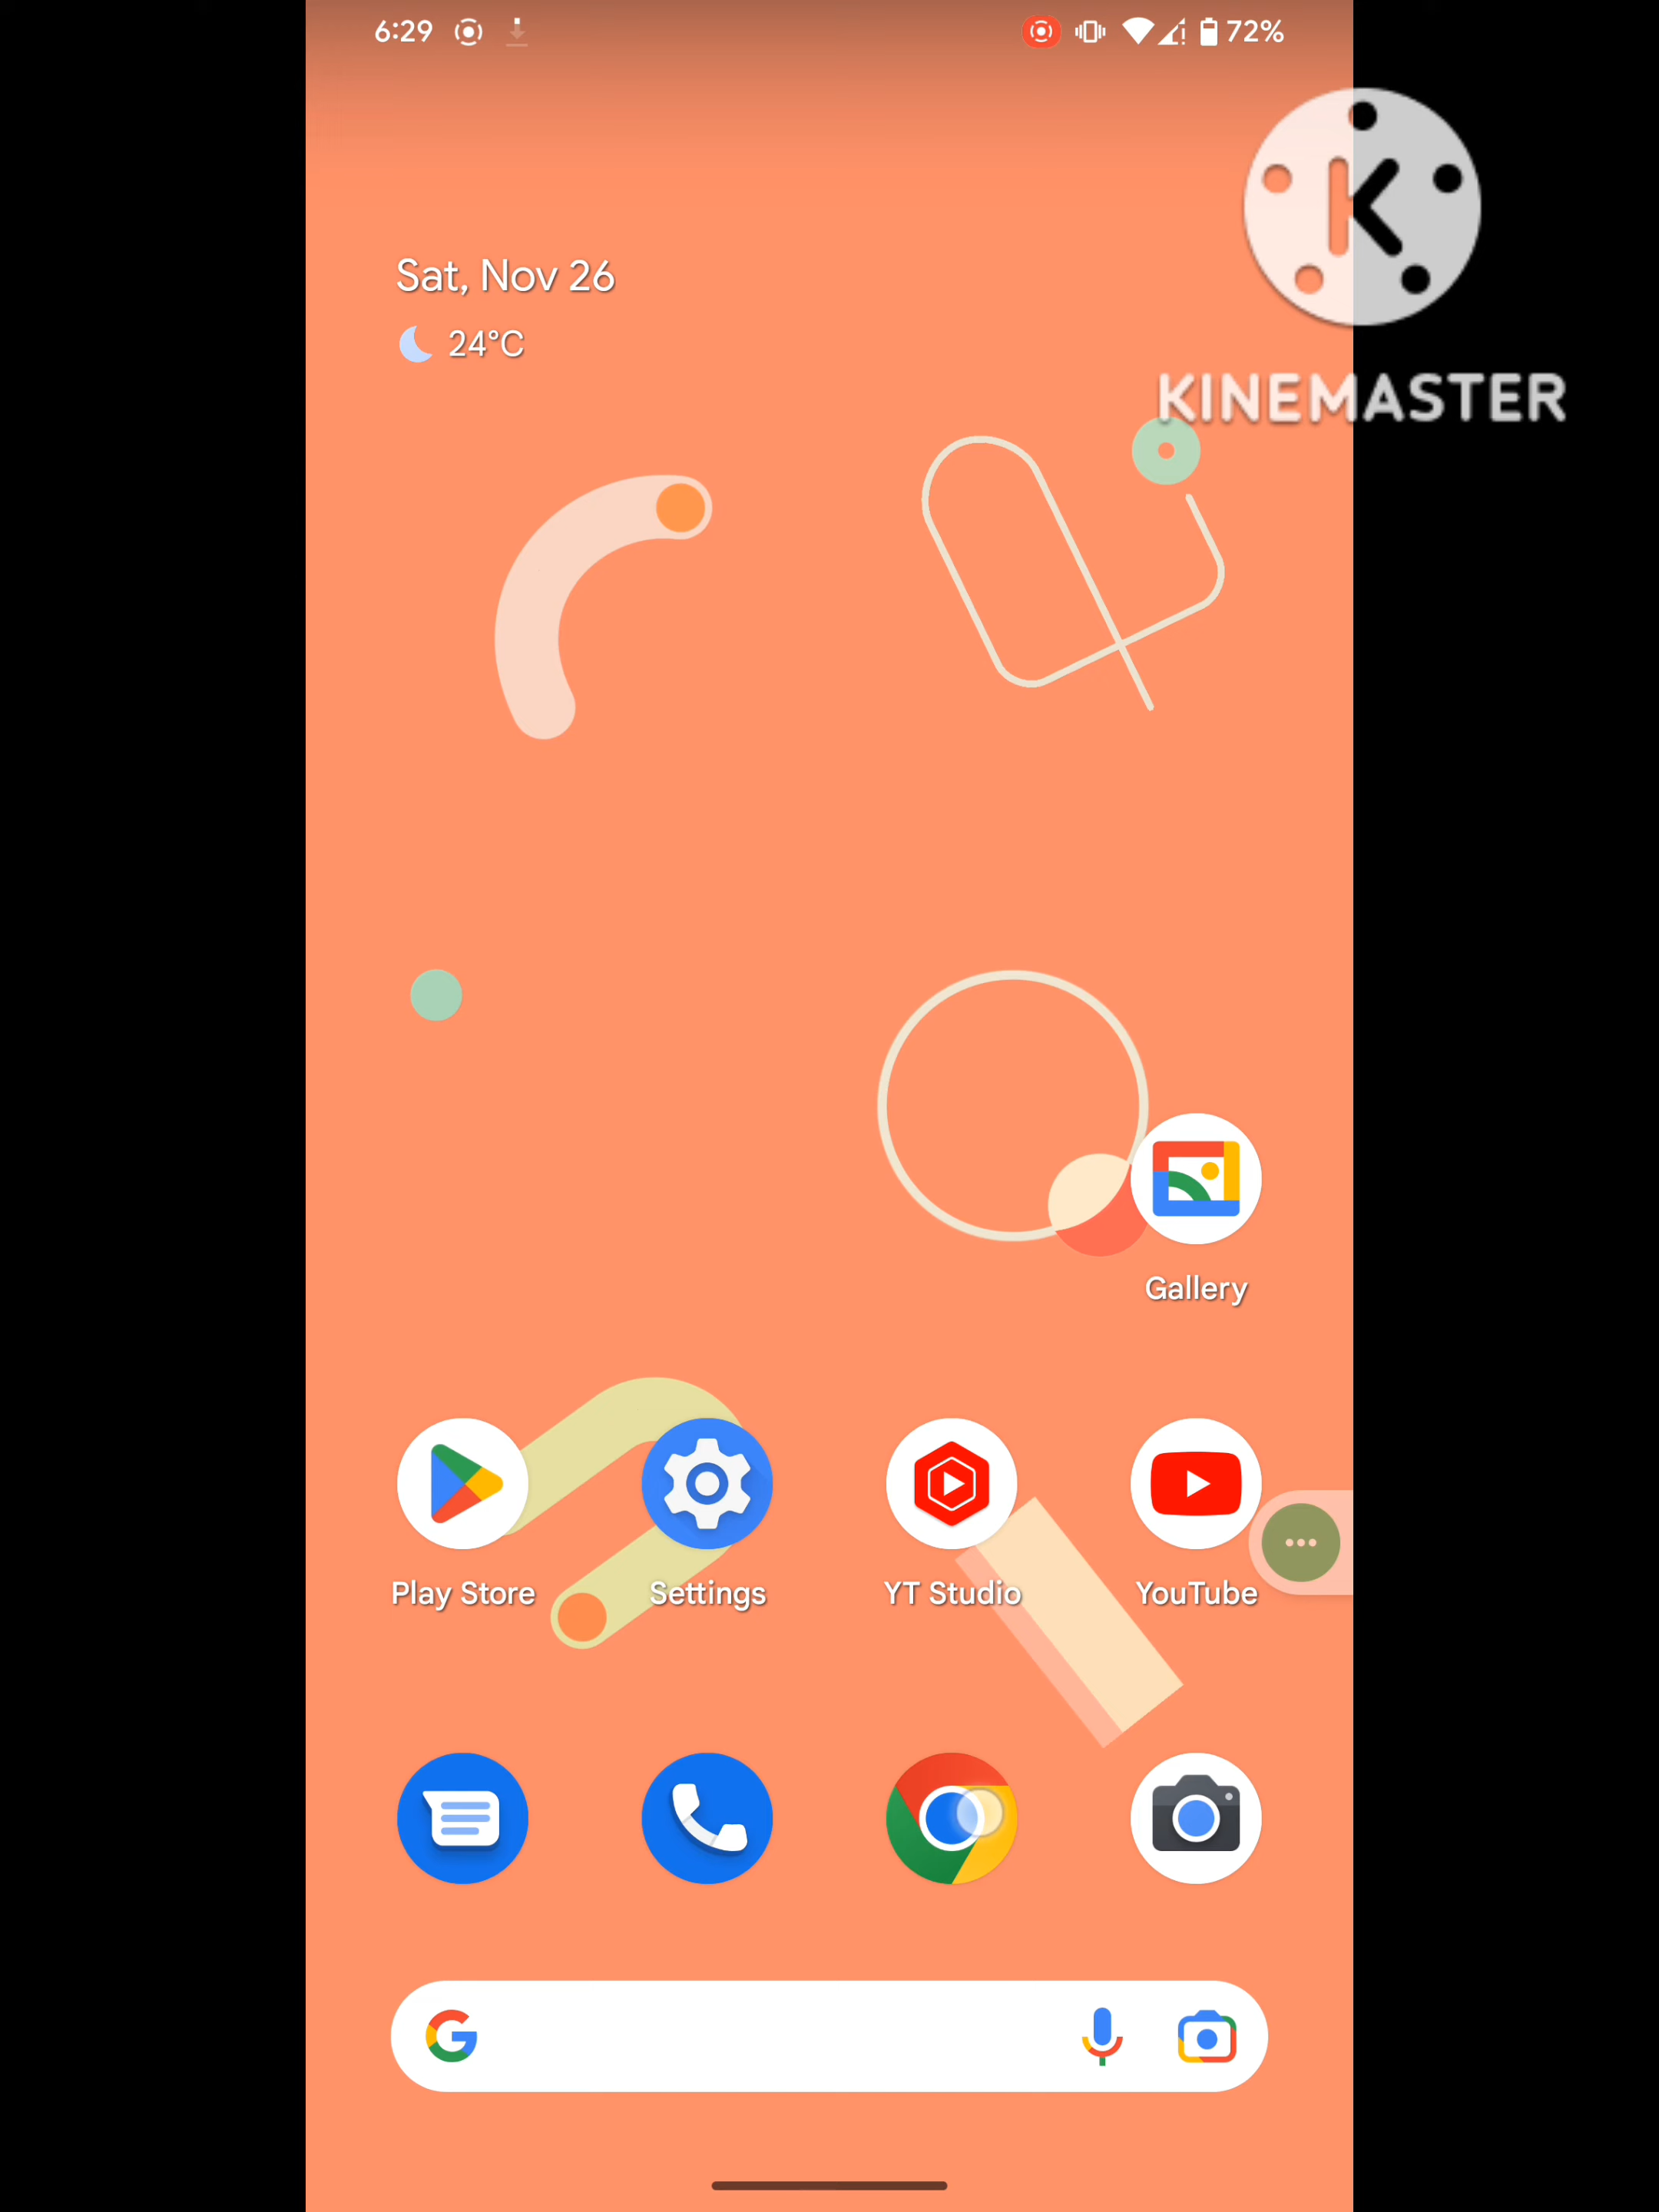 6:29
72%
KINEMASTER
Sat, Nov 26
24°C
Gallery
Play Store
Settings
YT Studio
YouTube